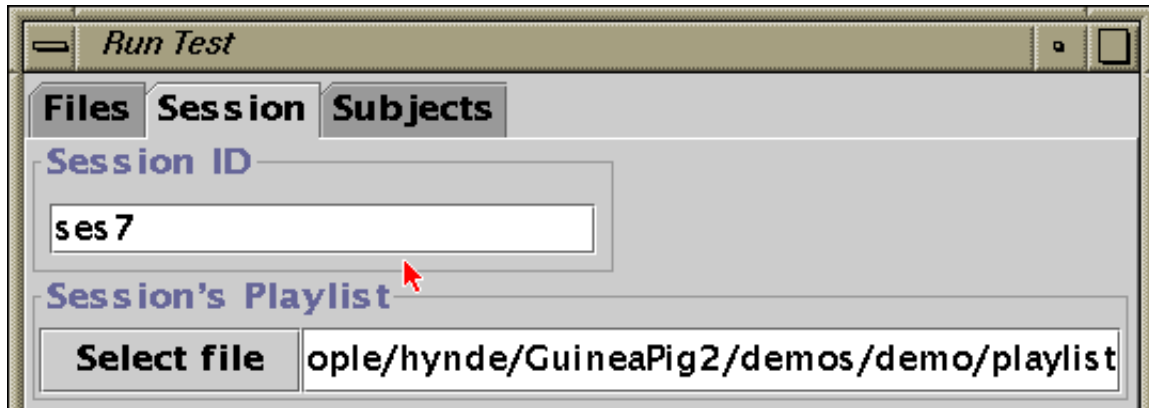 Run Test
Files Session Subjects
Session ID
ses7
Session's Playlist
Select file ople/hynde/GuineaPig2/demos/demo/playlist